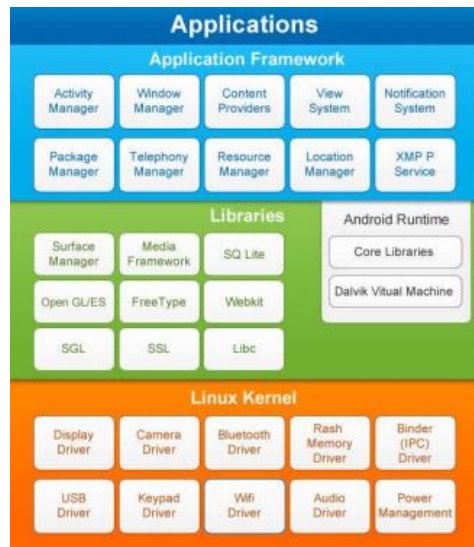 Applications
Application Framework
Activity Manager
Window Manager
Content Providers
View System
Notification System
Package Manager
Telephony Manager
Resource Manager
Location Manager
XMP P Service
Libraries
Surface Manager
Media Framework
SQ Lite
Open GL/ES
FreeType
Webkit
SGL
SSL
Libc
Android Runtime
Core Libraries
Dalvik Vitual Machine
Linux Kernel
Display Driver
Camera Driver
Bluetooth Driver
Rash Memory Driver
Binder (IPC) Driver
USB Driver
Keypad Driver
Wifi Driver
Audio Driver
Power Management